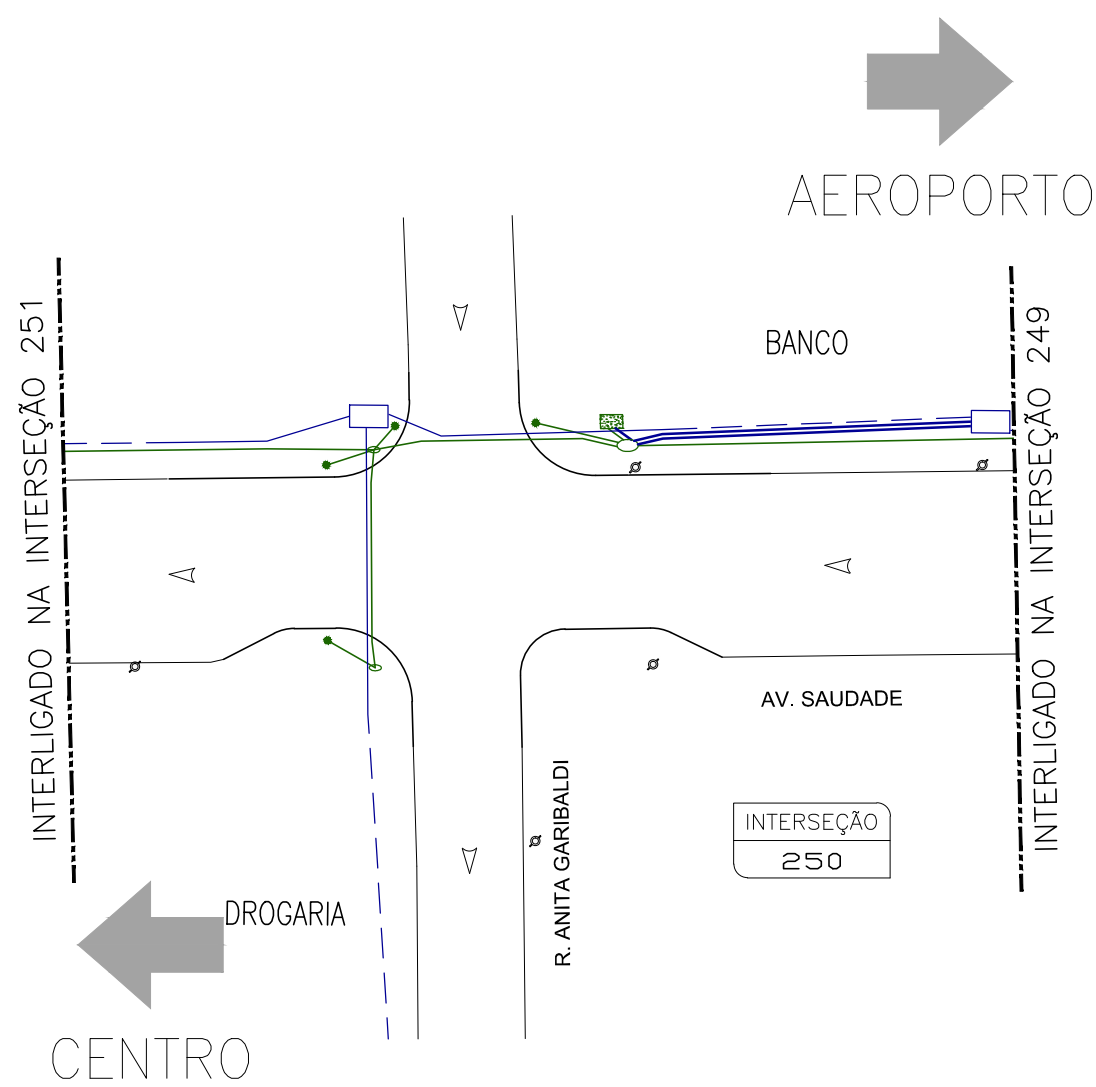 AEROPORTO
INTERLIGADO NA INTERSEÇÃO 251
BANCO
INTERLIGADO NA INTERSEÇÃO 249
AV. SAUDADE
R. ANITA GARIBALDI
INTERSEÇÃO
250
DROGARIA
CENTRO